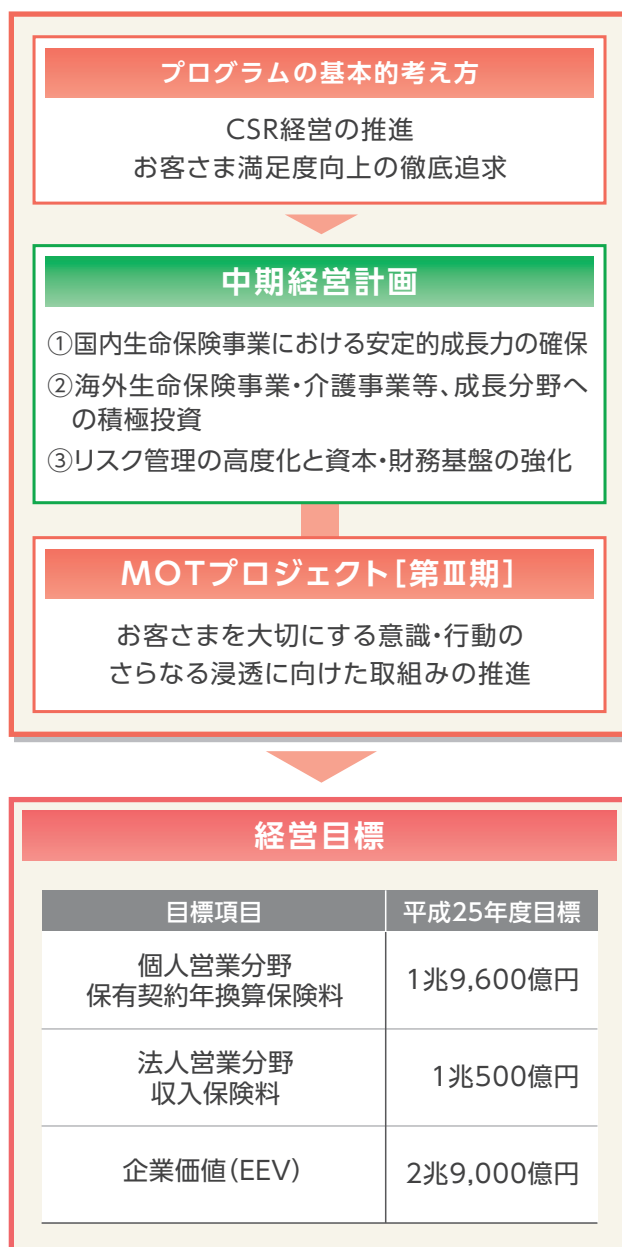 プログラムの基本的考え方
CSR経営の推進
お客さま満足度向上の徹底追求
中期経営計画
①国内生命保険事業における安定的成長力の確保
②海外生命保険事業・介護事業等、成長分野へ
の積極投資
③リスク管理の高度化と資本・財務基盤の強化
MOTプロジェクト[第Ⅲ期]
お客さまを大切にする意識・行動の
さらなる浸透に向けた取組みの推進
経営目標
目標項目 平成25年度目標
個人営業分野
保有契約年換算保険料 1兆9,600億円
法人営業分野
収入保険料 1兆500億円
企業価値(EEV) 2兆9,000億円